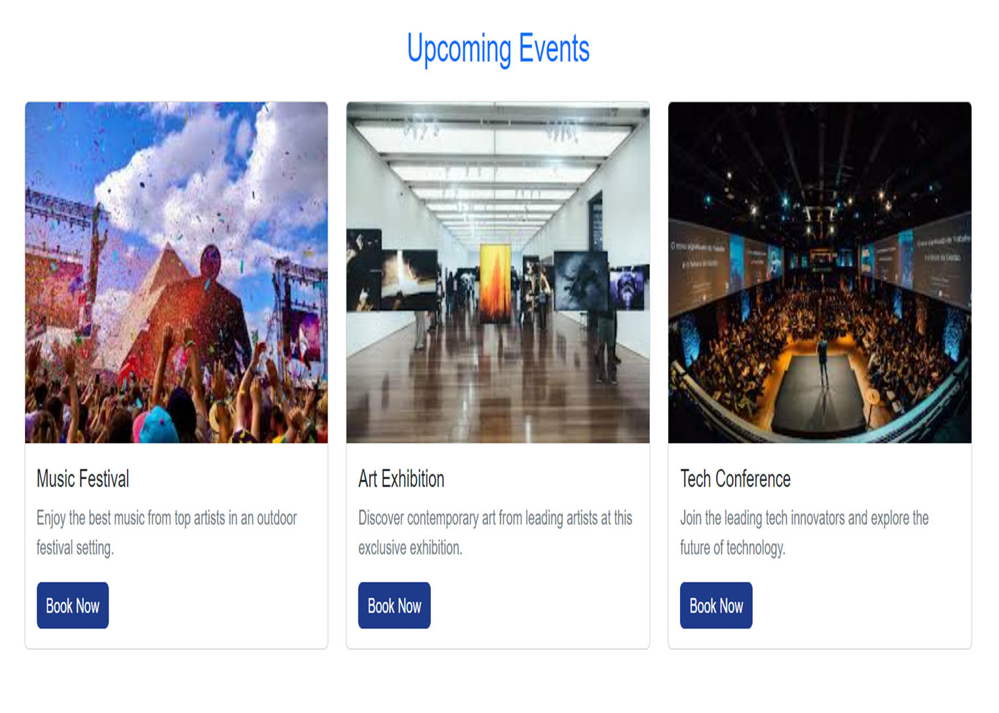 Upcoming Events
Music Festival
Enjoy the best music from top artists in an outdoor
festival setting.
Book Now
Art Exhibition
Discover contemporary art from leading artists at this
exclusive exhibition.
Book Now
Tech Conference
Join the leading tech innovators and explore the
future of technology.
Book Now